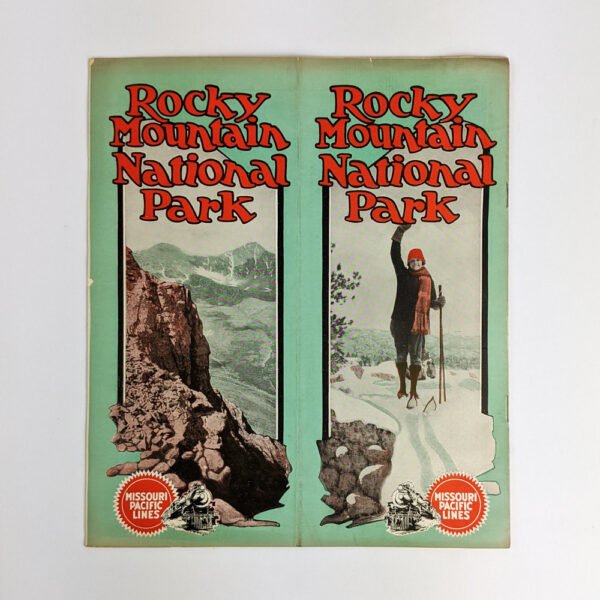 Rocky
Mountain
National
Park
MISSOURI
PACIFIC
LINES
Rocky
Mountain
National
Park
MISSOURI
PACIFIC
LINES